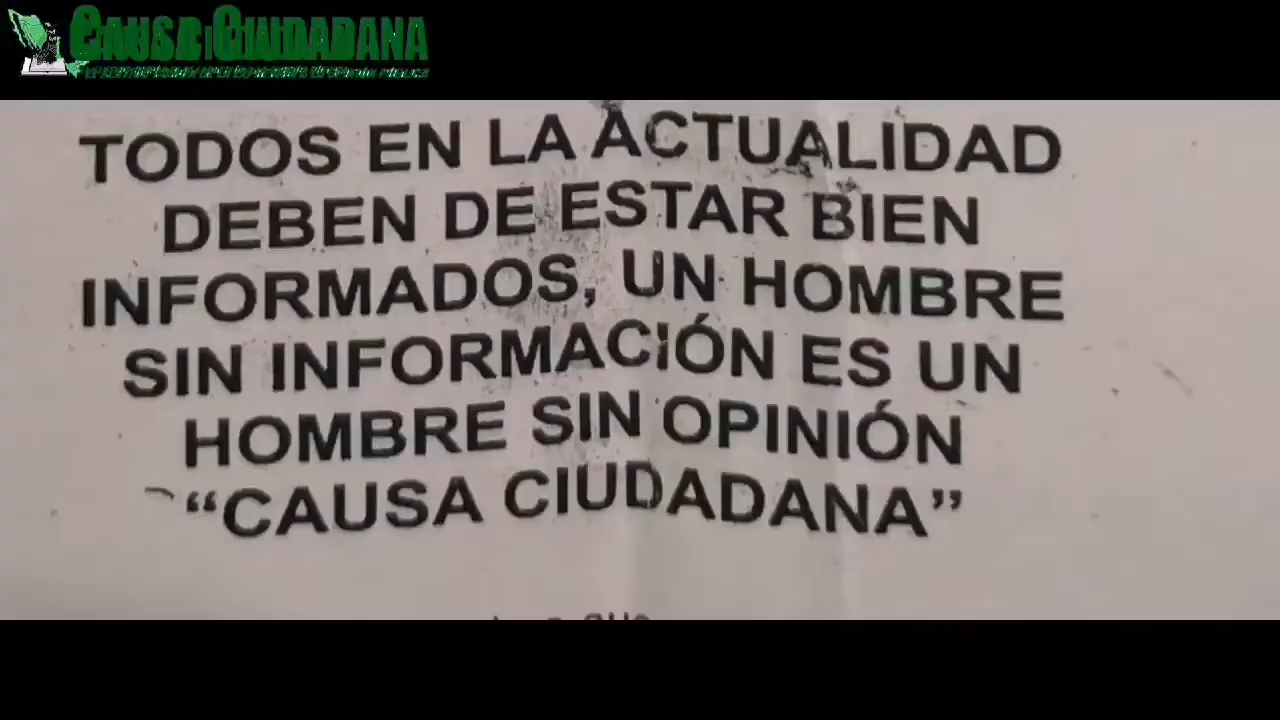 CAUSA CIUDADANA
TODOS EN LA ACTUALIDAD
DEBEN DE ESTAR BIEN
INFORMADOS, UN HOMBRE
SIN INFORMACIÓN ES UN
HOMBRE SIN OPINIÓN
“CAUSA CIUDADANA”